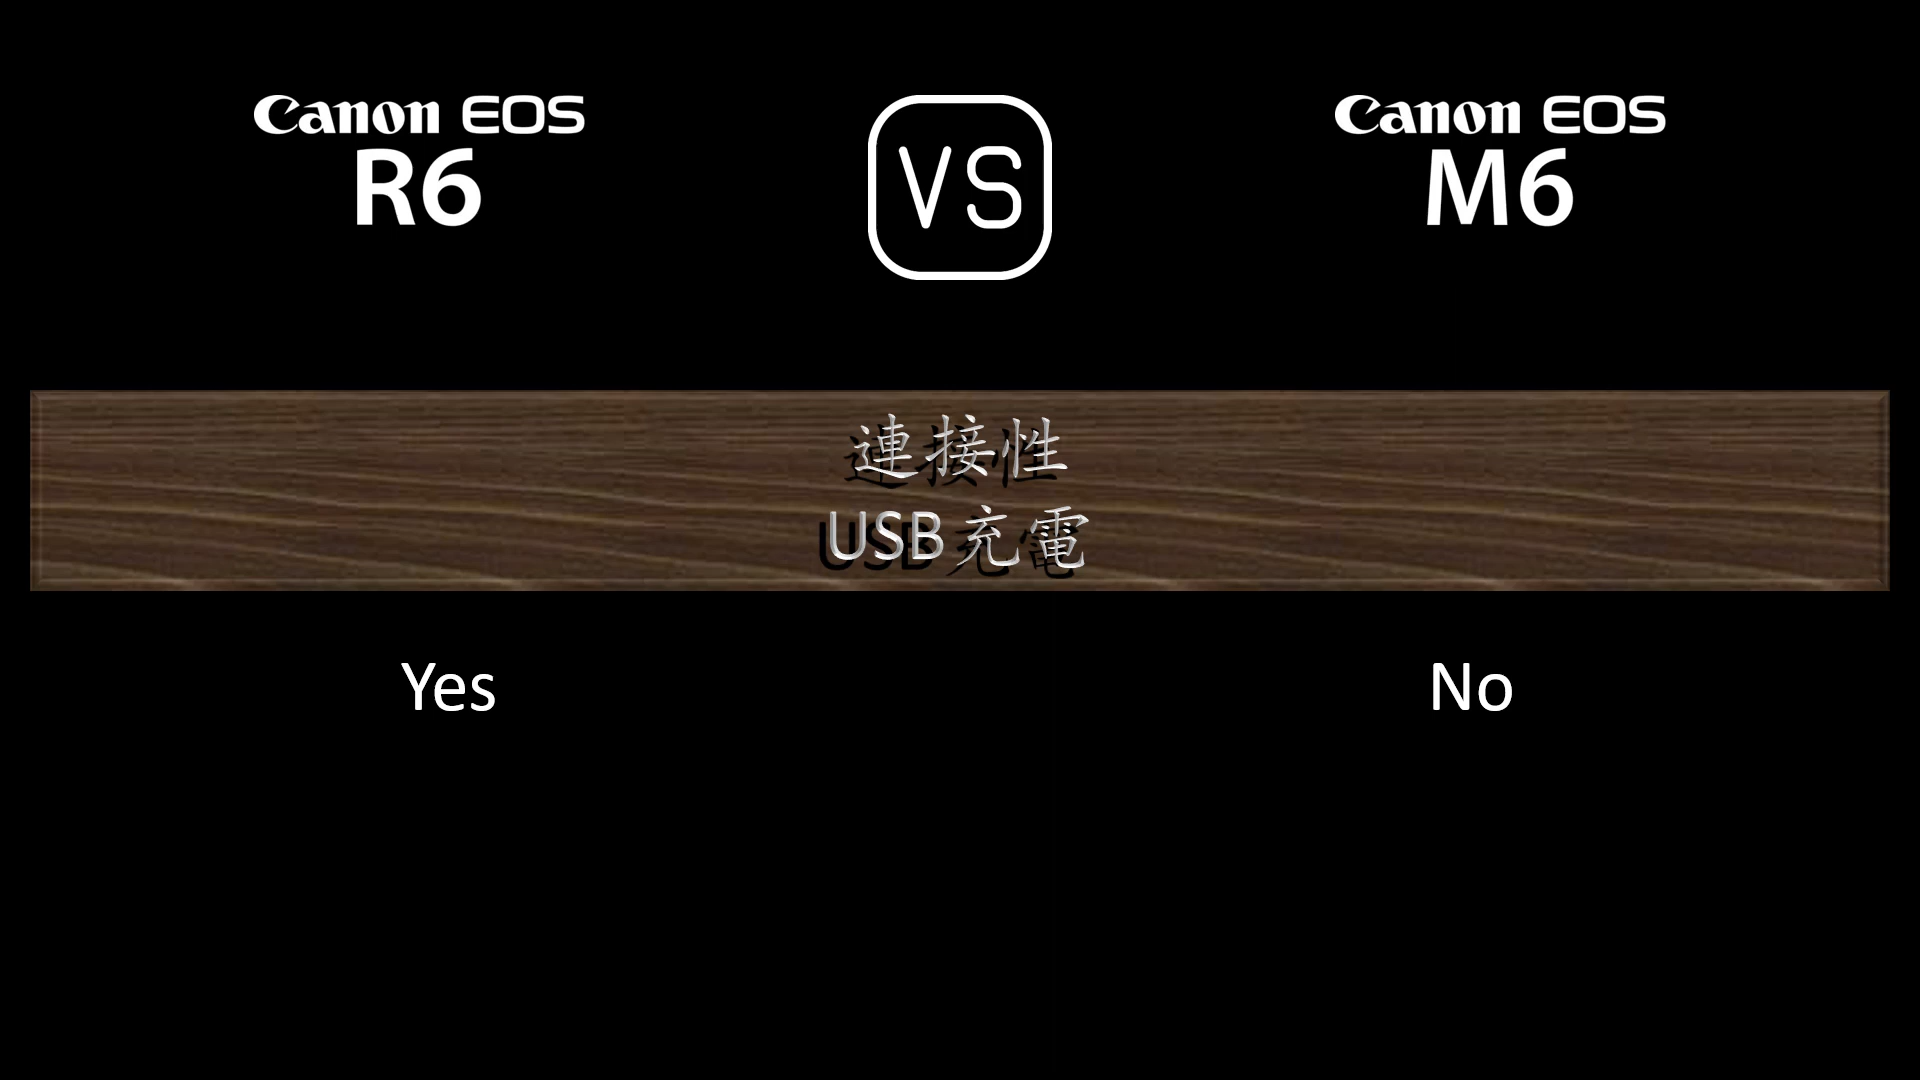 Canon EOS
R6
VS
Canon EOS
M6
連接性
USB 充電
Yes
No